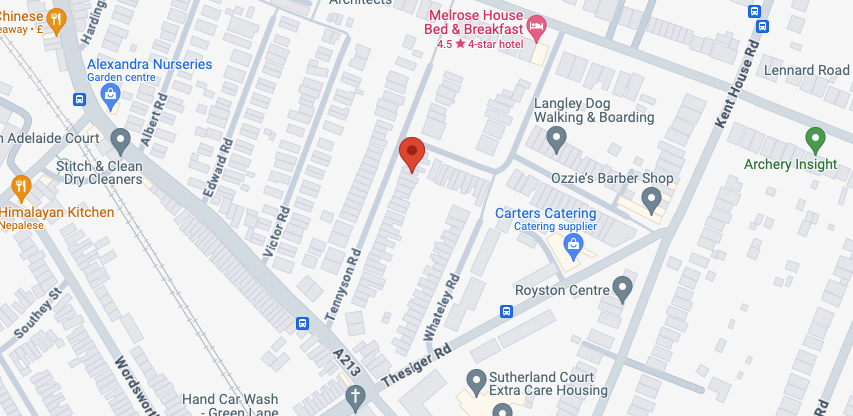 Architects
Chinese
eaway · £
Harding
Melrose House
Bed & Breakfast
4.5 ★ 4-star hotel
Alexandra Nurseries
Garden centre
Lennard Road
Kent House Rd
Albert Rd
Langley Dog
Walking & Boarding
n Adelaide Court
Stitch & Clean
Dry Cleaners
Archery Insight
Edward Rd
Ozzie's Barber Shop
Himalayan Kitchen
Nepalese
Carters Catering
Catering supplier
Victor Rd
Tennyson Rd
Whateley Rd
Royston Centre
Southey St
A213
Thesiger Rd
Wordswort
Sutherland Court
Extra Care Housing
Hand Car Wash
- Green Lane
Rd